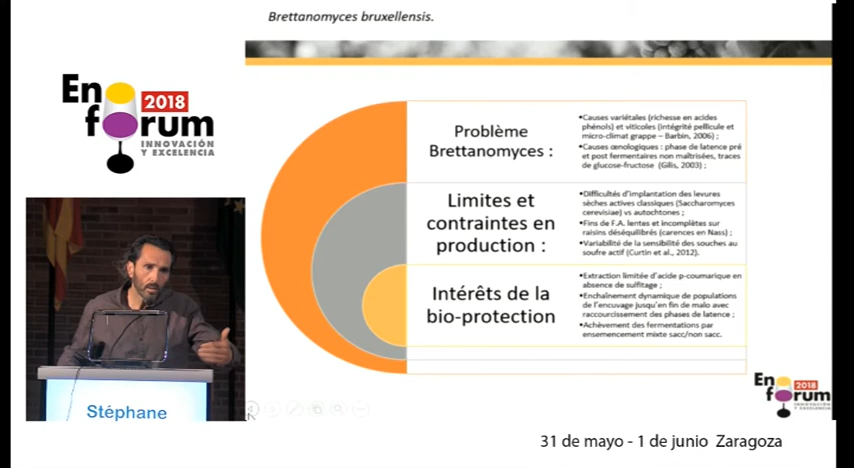 Brettanomyces bruxellensis.
En
2018
forum
INNOVACIÓN
Y EXCELENCIA
Problème
Brettanomyces :
•Causes variétales (richesse en acides
phénols) et viticoles (intégrité pellicule et
micro-climat grappe – Barbin, 2006) ;
•Causes œnologiques : phase de latence pré
et post fermentaires non maîtrisées, traces
de glucose-fructose (Gilis, 2003) ;
Limites et
contraintes en
production :
•Difficultés d'implantation des levures
sèches actives classiques (Saccharomyces
cerevisiae) vs autochtones ;
•Fins de F.A. lentes et incomplètes sur
raisins déséquilibrés (carences en Nass) ;
•Variabilité de la sensibilité des souches au
soufre actif (Curtin et al., 2012).
Intérêts de la
bio-protection
•Extraction limitée d'acide p-coumarique en
absence de sulfitage ;
•Enchaînement dynamique de populations
de l'encuvage jusqu'en fin de malo avec
raccourcissement des phases de latence ;
•Achèvement des fermentations par
ensemencement mixte sacc/non sacc.
Stéphane
En
2018
forum
INNOVACIÓN
Y EXCELENCIA
31 de mayo - 1 de junio Zaragoza